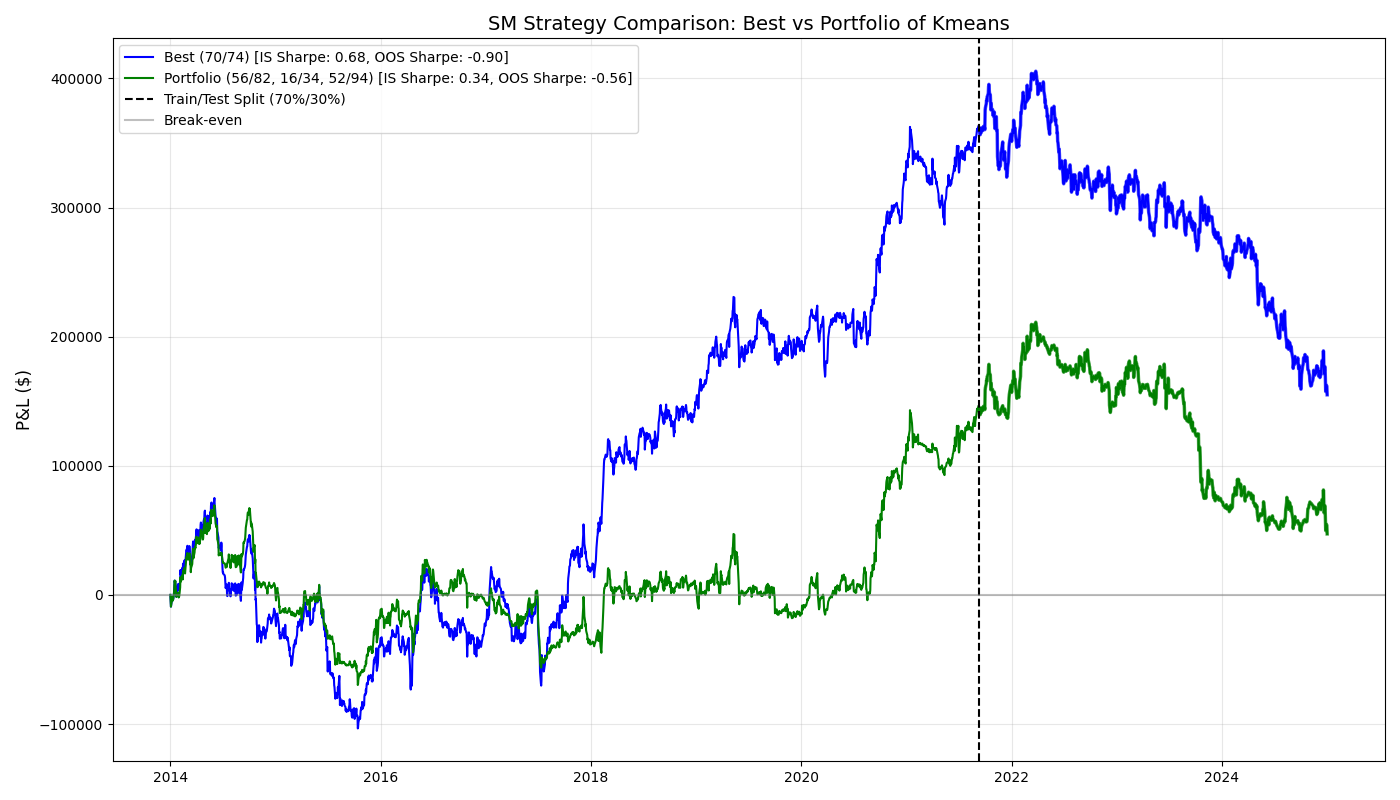 SM Strategy Comparison: Best vs Portfolio of Kmeans
Best (70/74) [IS Sharpe: 0.68, OOS Sharpe: -0.90]
Portfolio (56/82, 16/34, 52/94) [IS Sharpe: 0.34, OOS Sharpe: -0.56]
Train/Test Split (70%/30%)
Break-even
P&L ($)
400000
300000
200000
100000
0
−100000
2014
2016
2018
2020
2022
2024